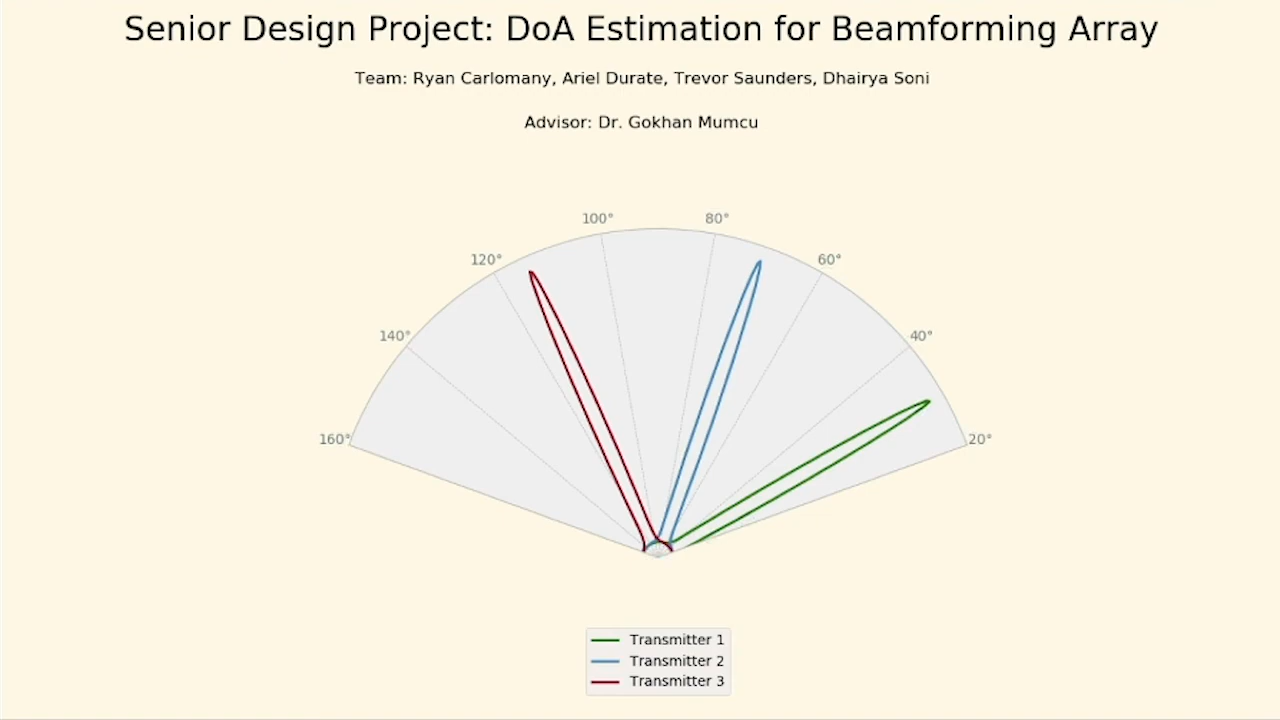 Senior Design Project: DoA Estimation for Beamforming Array
Team: Ryan Carlomany, Ariel Durate, Trevor Saunders, Dhairya Soni
Advisor: Dr. Gokhan Mumcu
100° 80°
120° 60°
140° 40°
160° 20°
Transmitter 1
Transmitter 2
Transmitter 3